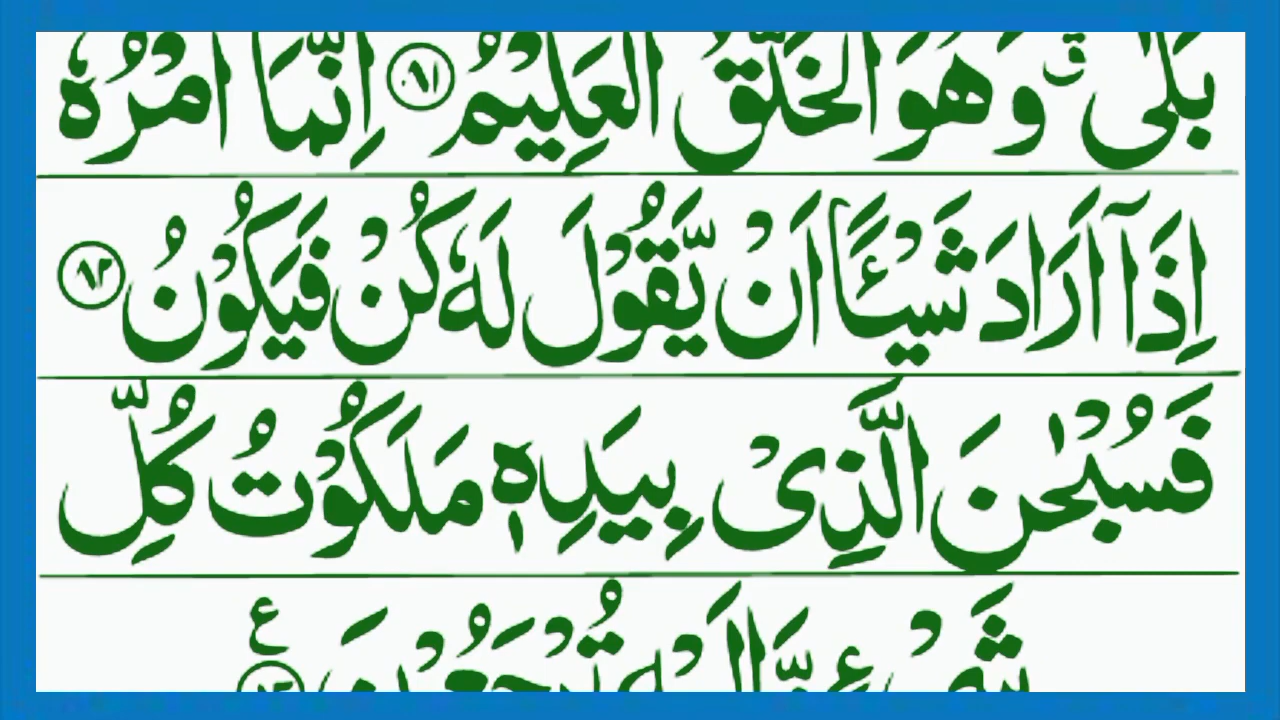 بَلٰى ۗ وَهُوَ الْخَلّٰقُ الْعَلِيْمُ ﴿٨١﴾ اِنَّمَاۤ اَمْرُهٗۤ
اِذَاۤ اَرَادَ شَيْـًٔا اَنْ يَّقُوْلَ لَهٗ كُنْ فَيَكُوْنُ ﴿٨٢﴾
فَسُبْحٰنَ الَّذِىْ بِيَدِهٖ مَلَكُوْتُ كُلِّ
شَىْءٍ وَّاِلَيْهِ تُرْجَعُوْنَ ع